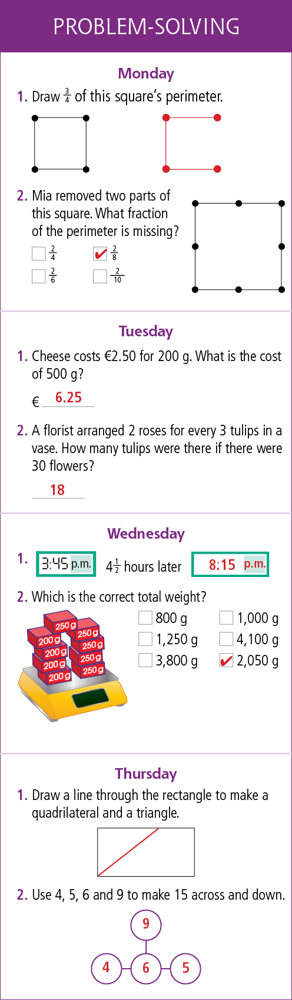 PROBLEM-SOLVING
Monday
1. Draw 3/4 of this square's perimeter.
2. Mia removed two parts of
this square. What fraction
of the perimeter is missing?
2/4 ✔ 2/8
2/6 2/10
Tuesday
1. Cheese costs €2.50 for 200 g. What is the cost
of 500 g?
€ 6.25
2. A florist arranged 2 roses for every 3 tulips in a
vase. How many tulips were there if there were
30 flowers?
18
Wednesday
1. 3:45 p.m. 4 1/2 hours later 8:15 p.m.
2. Which is the correct total weight?
800 g 1,000 g
1,250 g 4,100 g
3,800 g ✔ 2,050 g
250 g
200 g 250 g
200 g 250 g
200 g 250 g
200 g 250 g
Thursday
1. Draw a line through the rectangle to make a
quadrilateral and a triangle.
2. Use 4, 5, 6 and 9 to make 15 across and down.
9
4 6 5